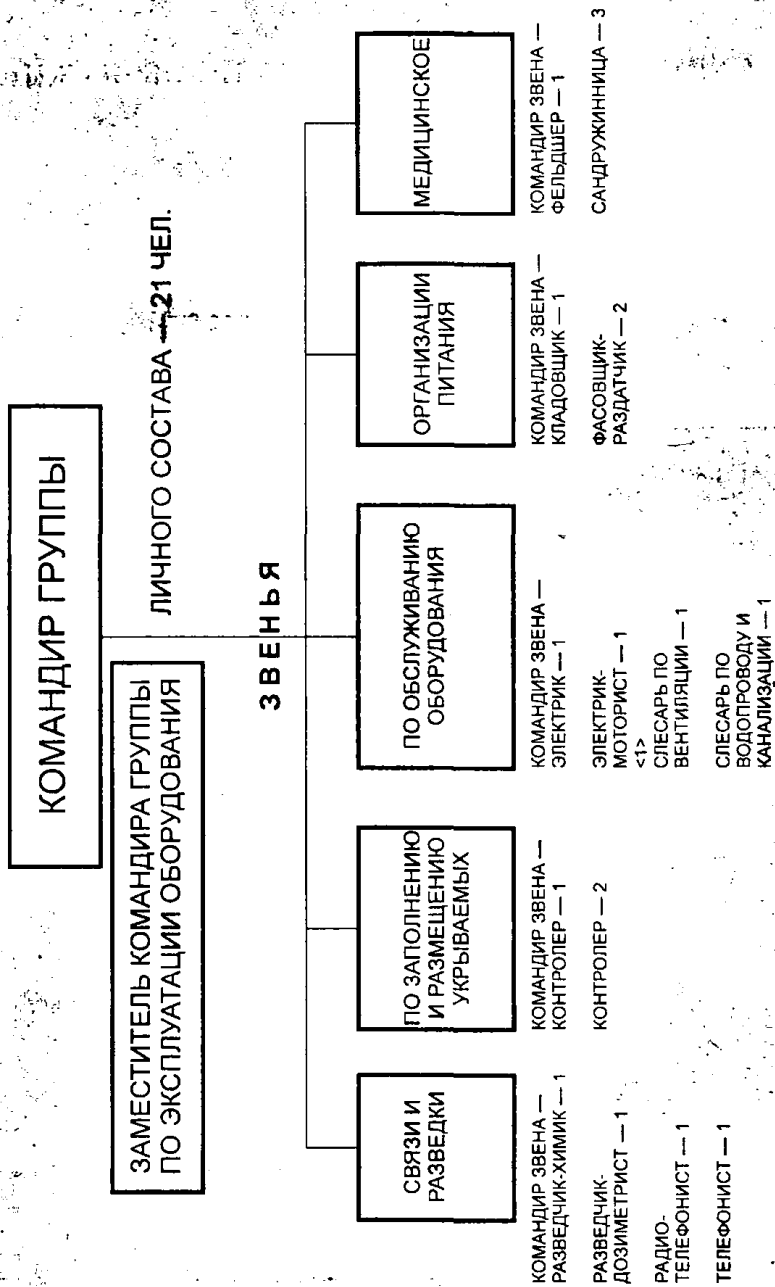 КОМАНДИР ГРУППЫ
ЗАМЕСТИТЕЛЬ КОМАНДИРА ГРУППЫ
ПО ЭКСПЛУАТАЦИИ ОБОРУДОВАНИЯ
ЛИЧНОГО СОСТАВА — 21 ЧЕЛ.
ЗВЕНЬЯ
СВЯЗИ И
РАЗВЕДКИ
КОМАНДИР ЗВЕНА —
РАЗВЕДЧИК-ХИМИК — 1
РАЗВЕДЧИК-
ДОЗИМЕТРИСТ — 1
РАДИО-
ТЕЛЕФОНИСТ — 1
ТЕЛЕФОНИСТ — 1
ПО ЗАПОЛНЕНИЮ
И РАЗМЕЩЕНИЮ
УКРЫВАЕМЫХ
КОМАНДИР ЗВЕНА —
КОНТРОЛЕР — 1
КОНТРОЛЕР — 2
ПО ОБСЛУЖИВАНИЮ
ОБОРУДОВАНИЯ
КОМАНДИР ЗВЕНА —
ЭЛЕКТРИК — 1
ЭЛЕКТРИК-
МОТОРИСТ — 1
<1>
СЛЕСАРЬ ПО
ВЕНТИЛЯЦИИ — 1
СЛЕСАРЬ ПО
ВОДОПРОВОДУ И
КАНАЛИЗАЦИИ — 1
ОРГАНИЗАЦИИ
ПИТАНИЯ
КОМАНДИР ЗВЕНА —
КЛАДОВЩИК — 1
ФАСОВЩИК-
РАЗДАТЧИК — 2
МЕДИЦИНСКОЕ
КОМАНДИР ЗВЕНА —
ФЕЛЬДШЕР — 1
САНДРУЖИННИЦА — 3